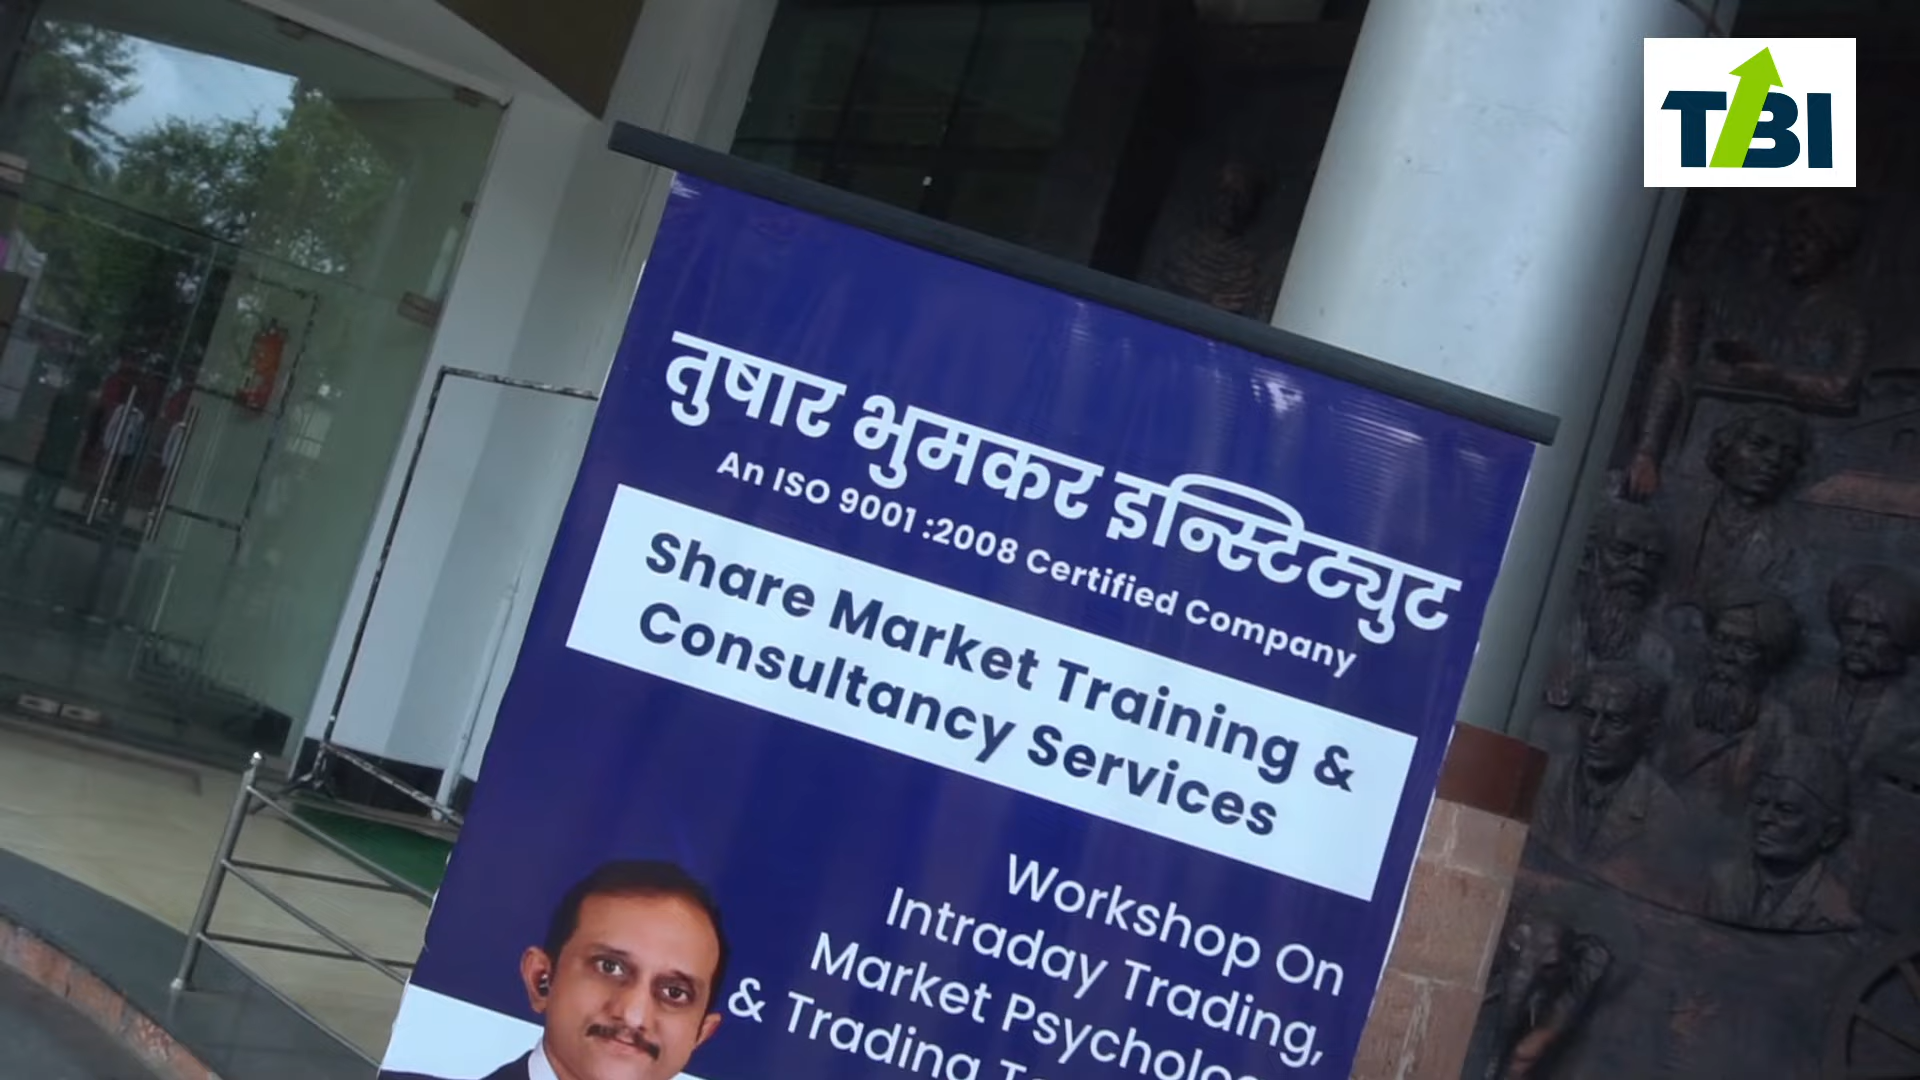 TBI
तुषार भुमकर इन्स्टिट्युट
An ISO 9001 :2008 Certified Company
Share Market Training &
Consultancy Services
Workshop On
Intraday Trading,
Market
& Trading